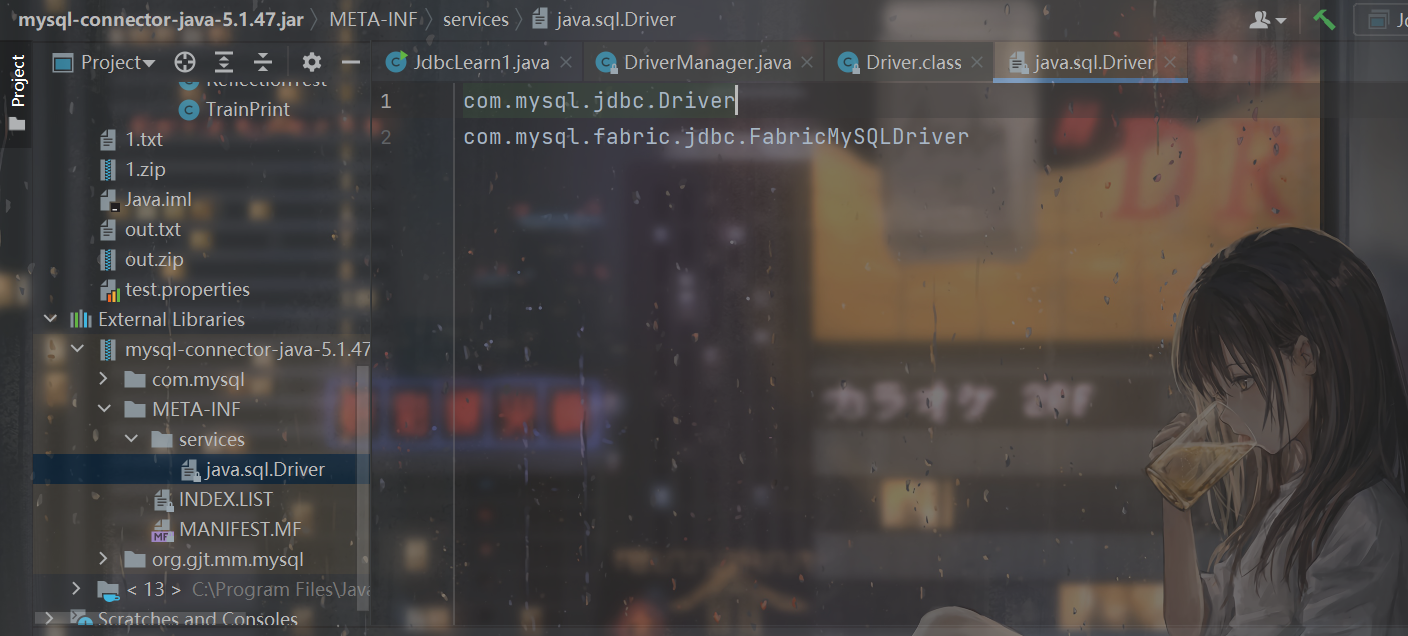 mysql-connector-java-5.1.47.jar META-INF services java.sql.Driver
Project
Project
JdbcLearn1.java DriverManager.java Driver.class java.sql.Driver
ReflectionTest
TrainPrint
1.txt
1.zip
Java.iml
out.txt
out.zip
test.properties
External Libraries
mysql-connector-java-5.1.47
com.mysql
META-INF
services
java.sql.Driver
INDEX.LIST
MANIFEST.MF
org.gjt.mm.mysql
< 13 > C:\Program Files\Java
Scratches and Consoles
1 com.mysql.jdbc.Driver
2 com.mysql.fabric.jdbc.FabricMySQLDriver
DR
カラオケ 2F